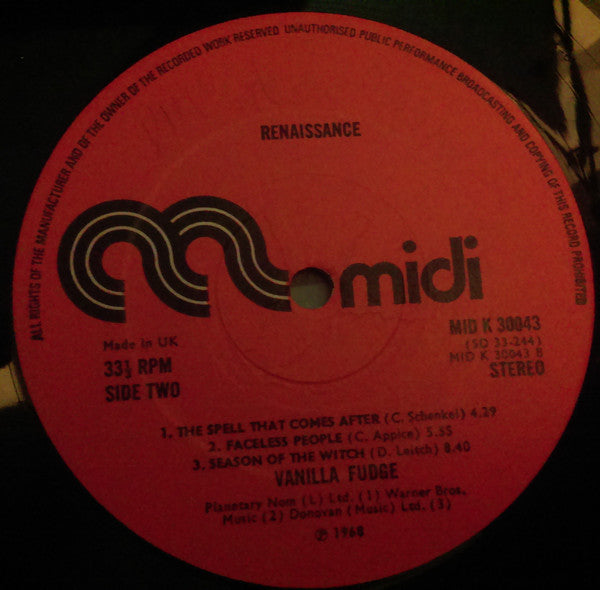 ALL RIGHTS OF THE MANUFACTURER AND OF THE OWNER OF THE RECORDED WORK RESERVED UNAUTHORISED PUBLIC PERFORMANCE BROADCASTING AND COPYING OF THIS RECORD PROHIBITED
RENAISSANCE
midi
Made in UK
33⅓ RPM
SIDE TWO
MID K 30043
(SD 33-244)
MID K 30043 B
STEREO
1. THE SPELL THAT COMES AFTER (C. Schenkel) 4.29
2. FACELESS PEOPLE (C. Appice) 5.55
3. SEASON OF THE WITCH (D. Leitch) 8.40
VANILLA FUDGE
Planetary Nom (L) Ltd. (1) Warner Bros.
Music (2) Donovan (Music) Ltd. (3)
℗ 1968